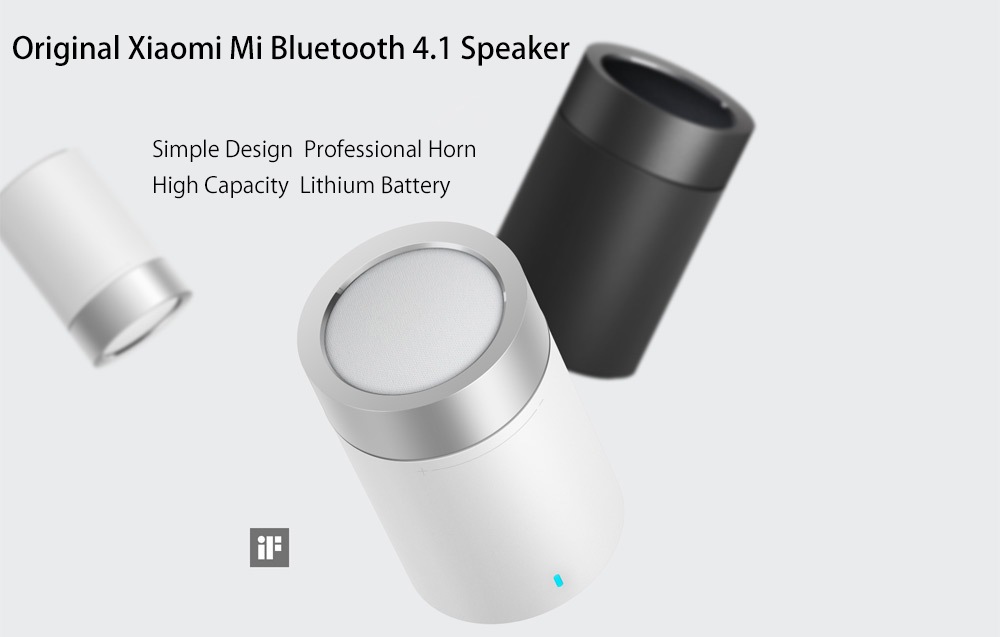 Original Xiaomi Mi Bluetooth 4.1 Speaker
Simple Design  Professional Horn
High Capacity  Lithium Battery
iF